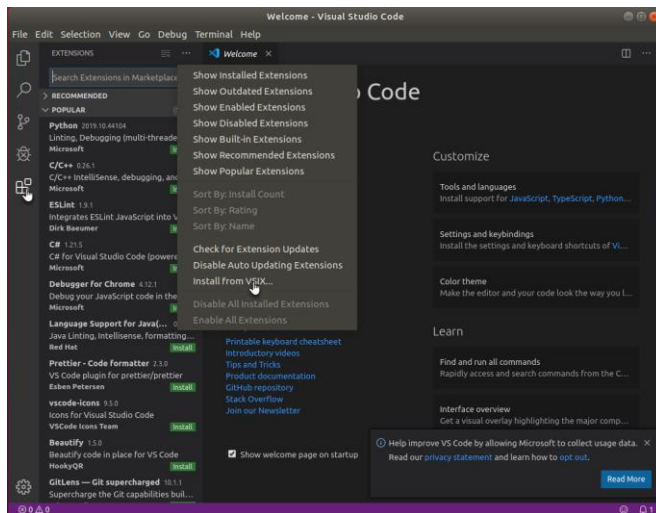 Welcome - Visual Studio Code
File Edit Selection View Go Debug Terminal Help
EXTENSIONS
Welcome
Search Extensions in Marketplace
RECOMMENDED
POPULAR
Python 2019.10.44104
Linting, Debugging (multi-threade
Microsoft
C/C++ 0.26.1
C/C++ IntelliSense, debugging, and
Microsoft
ESLint 1.9.1
Integrates ESLint JavaScript into V
Dirk Baeumer
C# 1.21.5
C# for Visual Studio Code (powere
Microsoft
Debugger for Chrome 4.12.1
Debug your JavaScript code in the
Microsoft
Language Support for Java(...
Java Linting, Intellisense, formatting...
Red Hat Install
Prettier - Code formatter 2.3.0
VS Code plugin for prettier/prettier
Esben Petersen Install
vscode-icons 9.5.0
Icons for Visual Studio Code
VSCode Icons Team Install
Beautify 1.5.0
Beautify code in place for VS Code
HookyQR Install
GitLens — Git supercharged 10.1.1
Supercharge the Git capabilities buil...
Show Installed Extensions
Show Outdated Extensions
Show Enabled Extensions
Show Disabled Extensions
Show Built-in Extensions
Show Recommended Extensions
Show Popular Extensions
Sort By: Install Count
Sort By: Rating
Sort By: Name
Check for Extension Updates
Disable Auto Updating Extensions
Install from VSIX...
Disable All Installed Extensions
Enable All Extensions
Code
Printable keyboard cheatsheet
Introductory videos
Tips and Tricks
Product documentation
GitHub repository
Stack Overflow
Join our Newsletter
Show welcome page on startup
Customize
Tools and languages
Install support for JavaScript, TypeScript, Python...
Settings and keybindings
Install the settings and keyboard shortcuts of Vi...
Color theme
Make the editor and your code look the way you l...
Learn
Find and run all commands
Rapidly access and search commands from the C...
Interface overview
Get a visual overlay highlighting the major comp...
Help improve VS Code by allowing Microsoft to collect usage data.
Read our privacy statement and learn how to opt out.
Read More
0 0
1